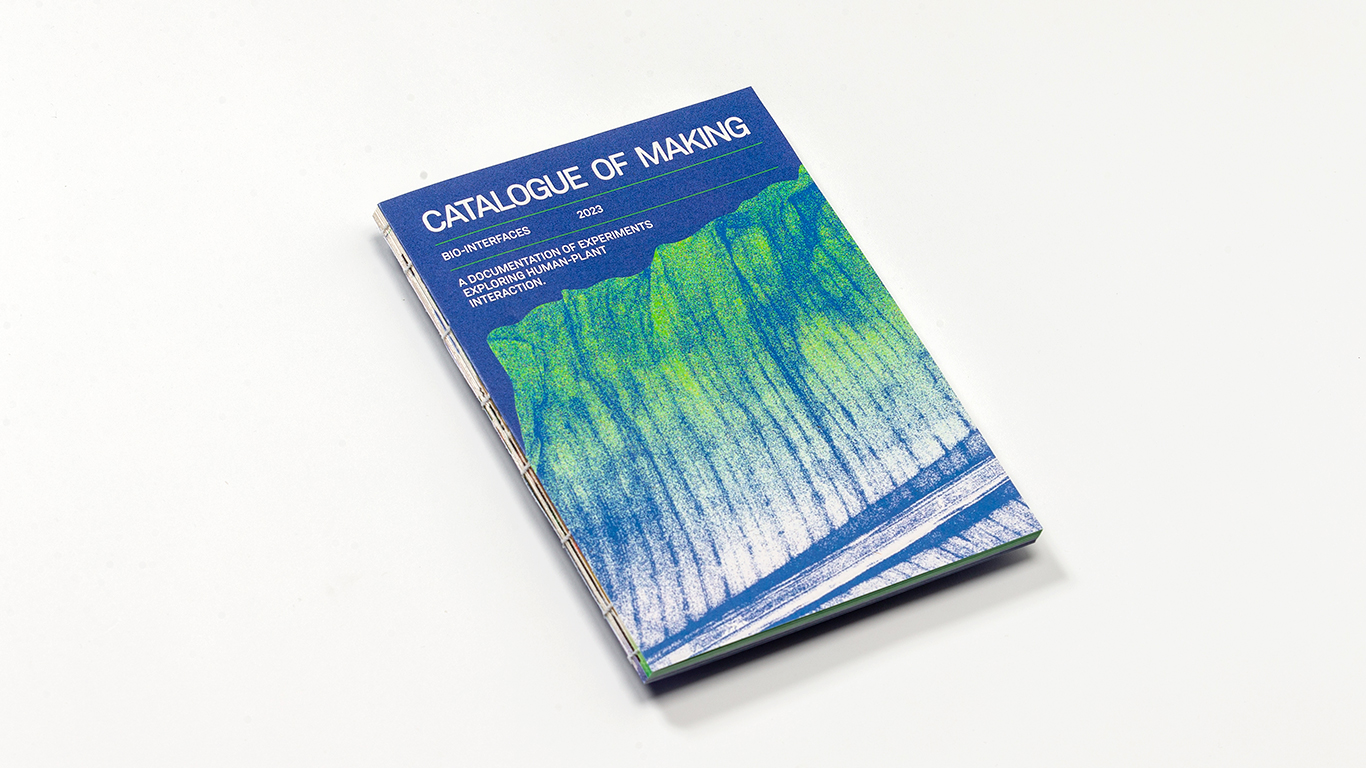 CATALOGUE OF MAKING
BIO-INTERFACES 2023
A DOCUMENTATION OF EXPERIMENTS
EXPLORING HUMAN-PLANT
INTERACTION.